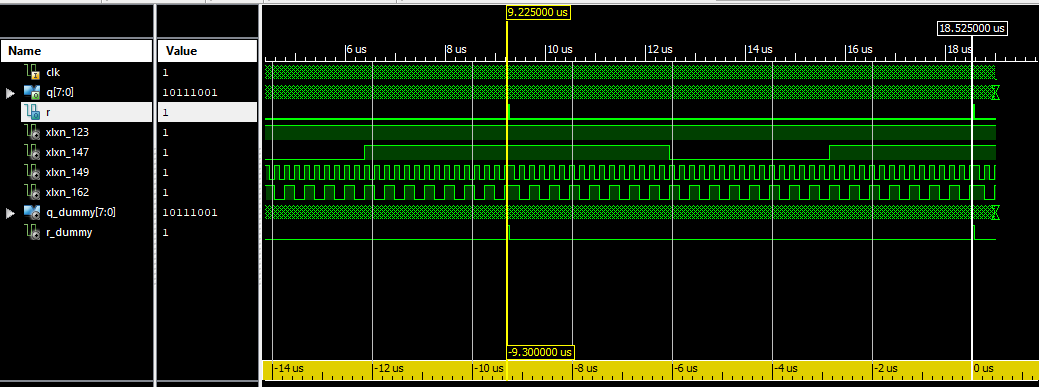 9.225000 us
18.525000 us
Name Value
6 us 8 us 10 us 12 us 14 us 16 us 18 us
clk 1
q[7:0] 10111001
r 1
xlxn_123 1
xlxn_147 1
xlxn_149 1
xlxn_162 1
q_dummy[7:0] 10111001
r_dummy 1
-9.300000 us
-14 us -12 us -10 us -8 us -6 us -4 us -2 us 0 us